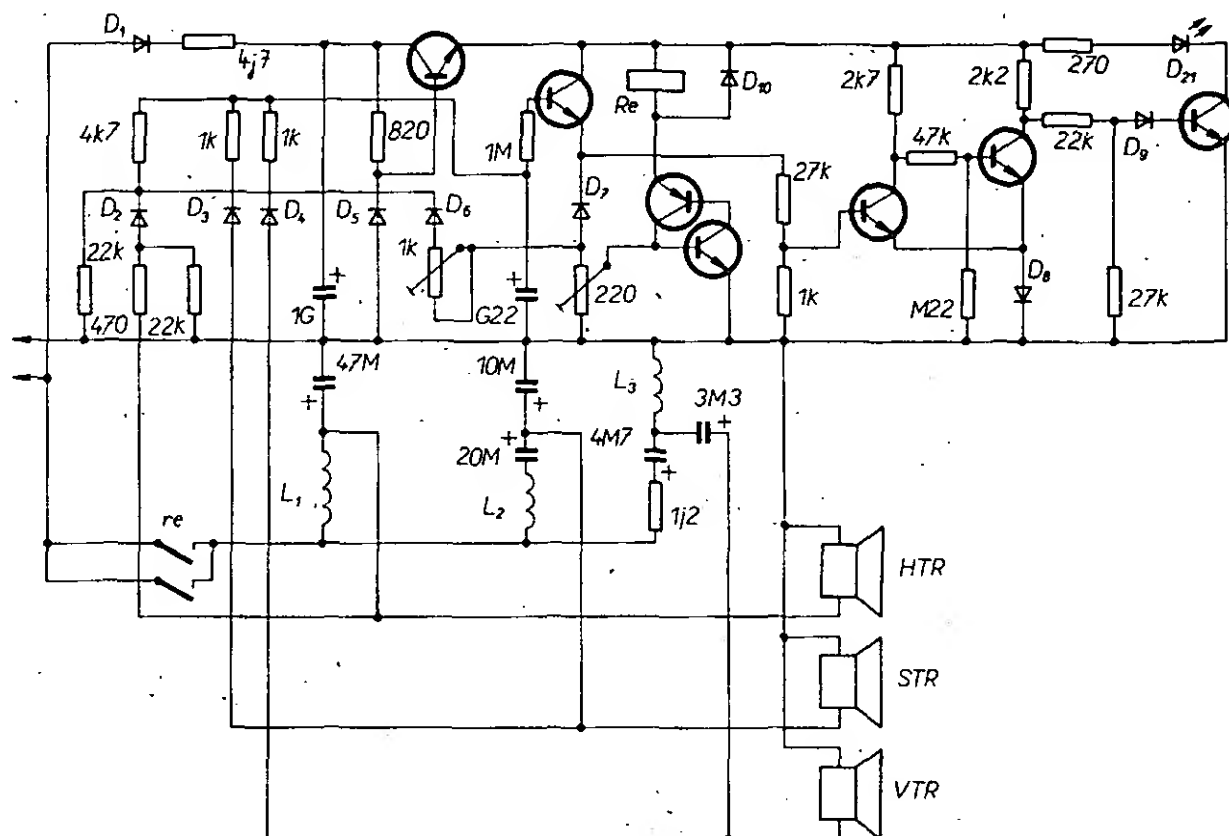 D1
4j7
4k7
1k
1k
820
1M
Re
D10
2k7
2k2
270
D21
47k
22k
D9
27k
D2
D3
D4
D5
D6
D7
1k
22k
470
22k
1G
+
G22
+
220
1k
M22
D8
27k
47M
+
10M
+
L3
3M3
+
+
20M
4M7
+
L1
L2
1j2
re
HTR
STR
VTR